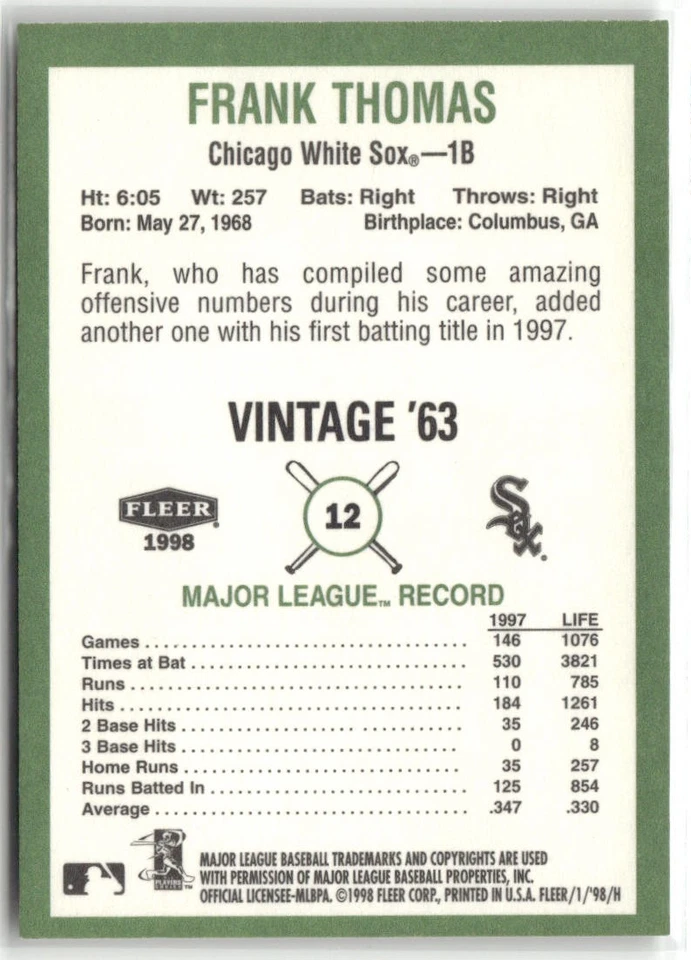 FRANK THOMAS
Chicago White Sox®—1B
Ht: 6:05 Wt: 257 Bats: Right Throws: Right
Born: May 27, 1968 Birthplace: Columbus, GA
Frank, who has compiled some amazing
offensive numbers during his career, added
another one with his first batting title in 1997.
VINTAGE '63
FLEER
1998
12
Sox
MAJOR LEAGUE™ RECORD
1997 LIFE
Games 146 1076
Times at Bat 530 3821
Runs 110 785
Hits 184 1261
2 Base Hits 35 246
3 Base Hits 0 8
Home Runs 35 257
Runs Batted In 125 854
Average .347 .330
MAJOR LEAGUE BASEBALL TRADEMARKS AND COPYRIGHTS ARE USED
WITH PERMISSION OF MAJOR LEAGUE BASEBALL PROPERTIES, INC.
OFFICIAL LICENSEE-MLBPA. ©1998 FLEER CORP., PRINTED IN U.S.A. FLEER/1/'98/H